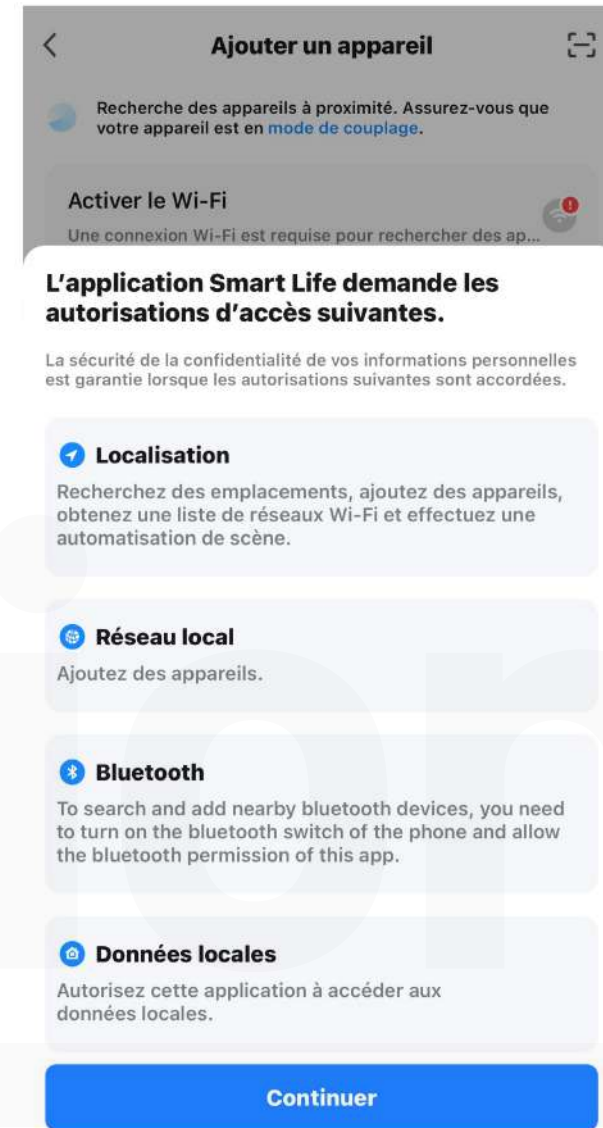 Ajouter un appareil
Recherche des appareils à proximité. Assurez-vous que
votre appareil est en mode de couplage.
Activer le Wi-Fi
Une connexion Wi-Fi est requise pour rechercher des ap...
L’application Smart Life demande les
autorisations d’accès suivantes.
La sécurité de la confidentialité de vos informations personnelles
est garantie lorsque les autorisations suivantes sont accordées.
Localisation
Recherchez des emplacements, ajoutez des appareils,
obtenez une liste de réseaux Wi-Fi et effectuez une
automatisation de scène.
Réseau local
Ajoutez des appareils.
Bluetooth
To search and add nearby bluetooth devices, you need
to turn on the bluetooth switch of the phone and allow
the bluetooth permission of this app.
Données locales
Autorisez cette application à accéder aux
données locales.
Continuer